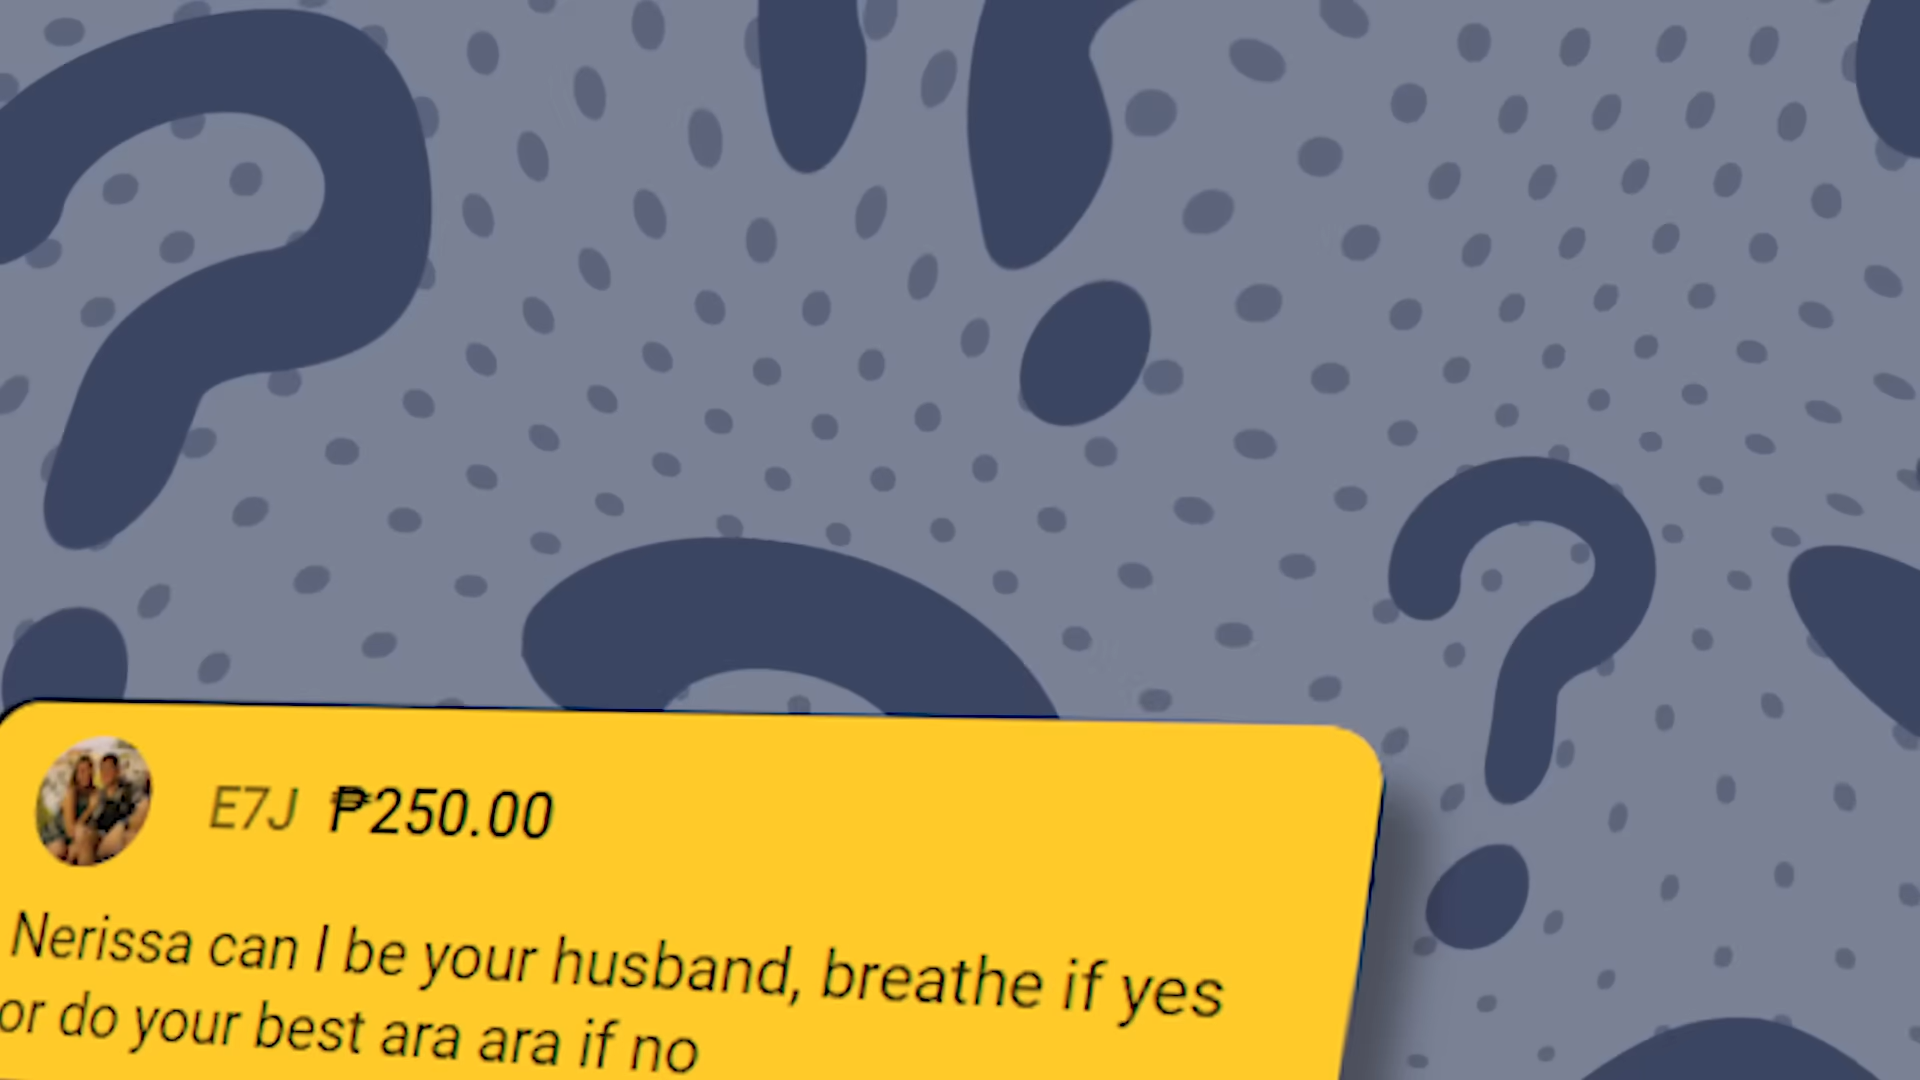 E7J ₱250.00
Nerissa can I be your husband, breathe if yes
or do your best ara ara if no